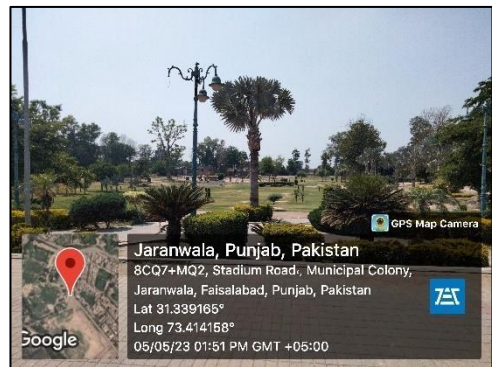 GPS Map Camera
Jaranwala, Punjab, Pakistan
8CQ7+MQ2, Stadium Road, Municipal Colony,
Jaranwala, Faisalabad, Punjab, Pakistan
Lat 31.339165°
Long 73.414158°
05/05/23 01:51 PM GMT +05:00
Google